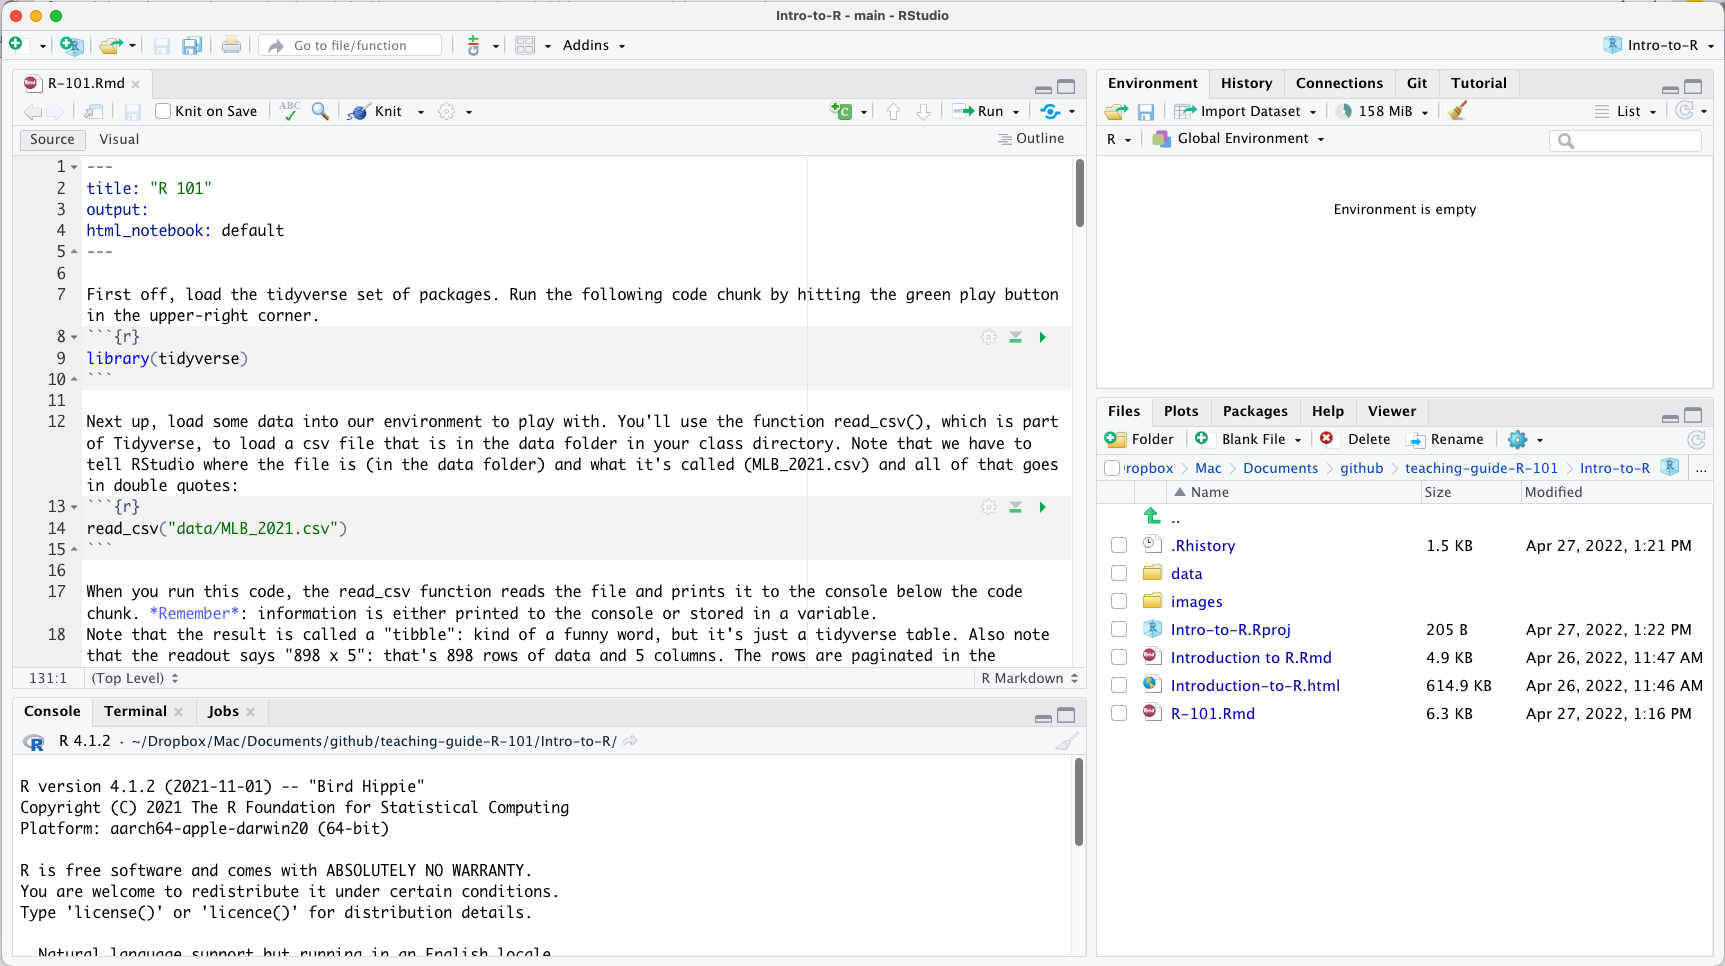 Intro-to-R - main - RStudio
Go to file/function
Addins
Intro-to-R
R-101.Rmd
Knit on Save
ABC
Knit
Run
Source
Visual
Outline
1 ---
2 title: "R 101"
3 output:
4 html_notebook: default
5 ---
6
7 First off, load the tidyverse set of packages. Run the following code chunk by hitting the green play button
in the upper-right corner.
8 ```{r}
9 library(tidyverse)
10 ```
11
12 Next up, load some data into our environment to play with. You'll use the function read_csv(), which is part
of Tidyverse, to load a csv file that is in the data folder in your class directory. Note that we have to
tell RStudio where the file is (in the data folder) and what it's called (MLB_2021.csv) and all of that goes
in double quotes:
13 ```{r}
14 read_csv("data/MLB_2021.csv")
15 ```
16
17 When you run this code, the read_csv function reads the file and prints it to the console below the code
chunk. *Remember*: information is either printed to the console or stored in a variable.
18 Note that the result is called a "tibble": kind of a funny word, but it's just a tidyverse table. Also note
that the readout says "898 x 5": that's 898 rows of data and 5 columns. The rows are paginated in the
131:1 (Top Level) R Markdown
Console Terminal Jobs
R 4.1.2 · ~/Dropbox/Mac/Documents/github/teaching-guide-R-101/Intro-to-R/
R version 4.1.2 (2021-11-01) -- "Bird Hippie"
Copyright (C) 2021 The R Foundation for Statistical Computing
Platform: aarch64-apple-darwin20 (64-bit)
R is free software and comes with ABSOLUTELY NO WARRANTY.
You are welcome to redistribute it under certain conditions.
Type 'license()' or 'licence()' for distribution details.
Natural language support but running in an English locale
Environment History Connections Git Tutorial
Import Dataset 158 MiB List
R Global Environment
Environment is empty
Files Plots Packages Help Viewer
Folder Blank File Delete Rename
ropbox Mac Documents github teaching-guide-R-101 Intro-to-R ...
Name Size Modified
..
.Rhistory 1.5 KB Apr 27, 2022, 1:21 PM
data
images
Intro-to-R.Rproj 205 B Apr 27, 2022, 1:22 PM
Introduction to R.Rmd 4.9 KB Apr 26, 2022, 11:47 AM
Introduction-to-R.html 614.9 KB Apr 26, 2022, 11:46 AM
R-101.Rmd 6.3 KB Apr 27, 2022, 1:16 PM